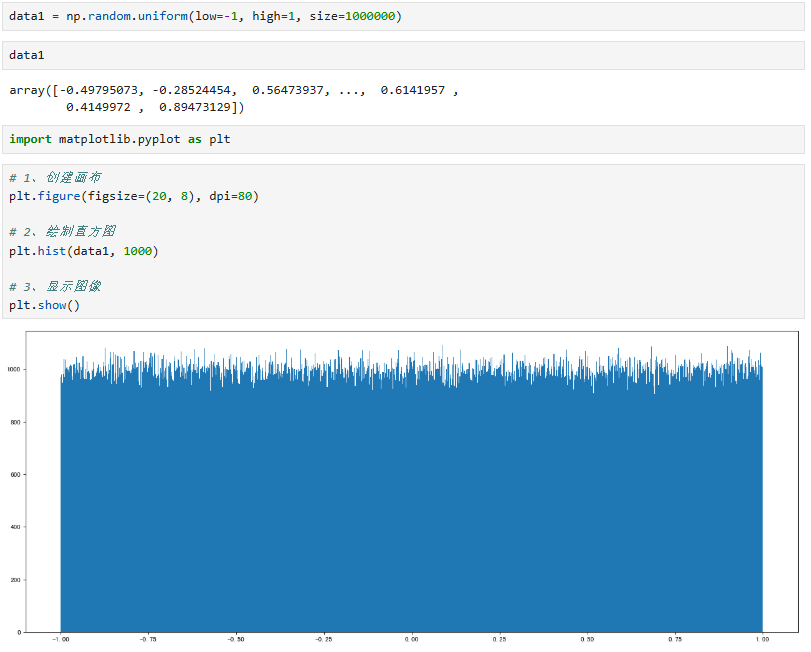 data1 = np.random.uniform(low=-1, high=1, size=1000000)
data1
array([-0.49795073, -0.28524454,  0.56473937, ...,  0.6141957 ,
        0.4149972 ,  0.89473129])
import matplotlib.pyplot as plt
# 1、创建画布
plt.figure(figsize=(20, 8), dpi=80)
# 2、绘制直方图
plt.hist(data1, 1000)
# 3、显示图像
plt.show()
1000
800
600
400
200
0
-1.00 -0.75 -0.50 -0.25 0.00 0.25 0.50 0.75 1.00